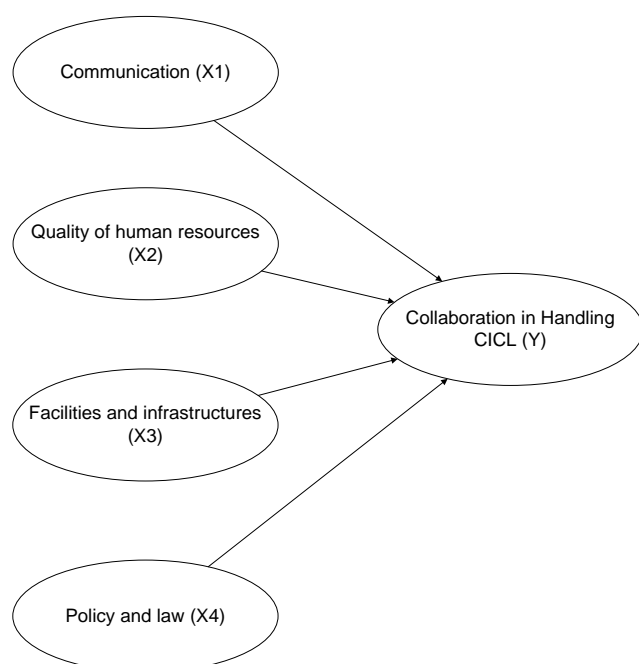 Communication (X1)
Quality of human resources
(X2)
Collaboration in Handling
CICL (Y)
Facilities and infrastructures
(X3)
Policy and law (X4)